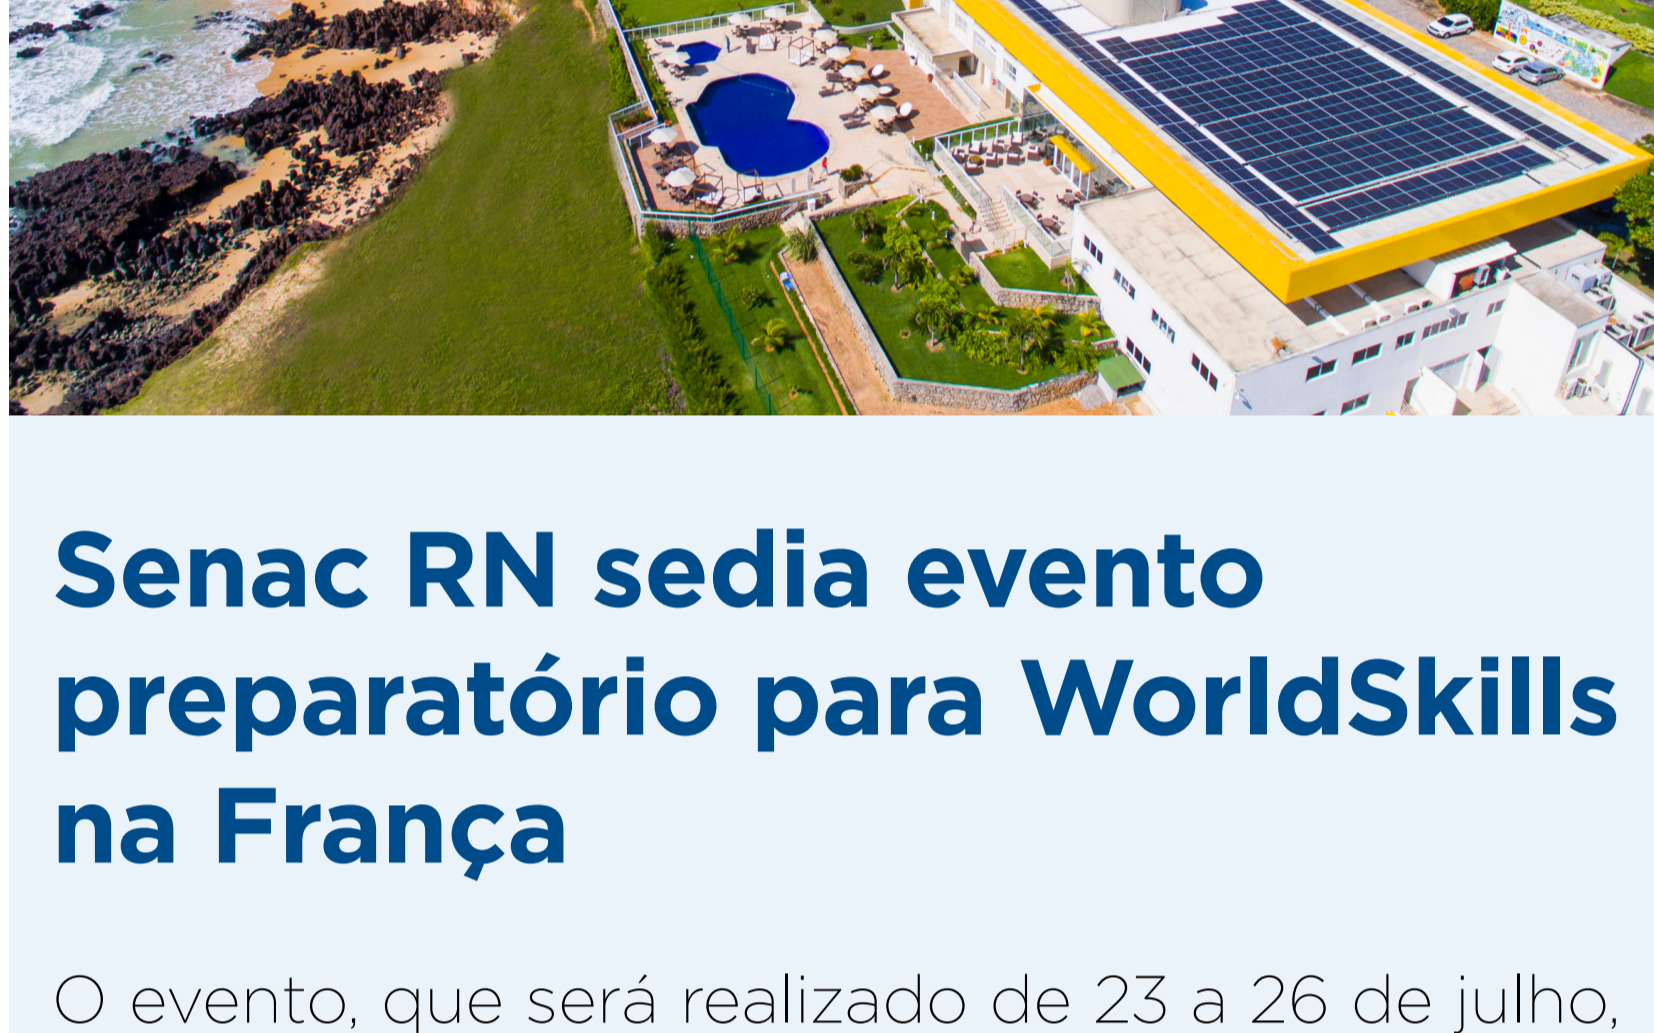 Senac RN sedia evento
preparatório para WorldSkills
na França
O evento, que será realizado de 23 a 26 de julho,